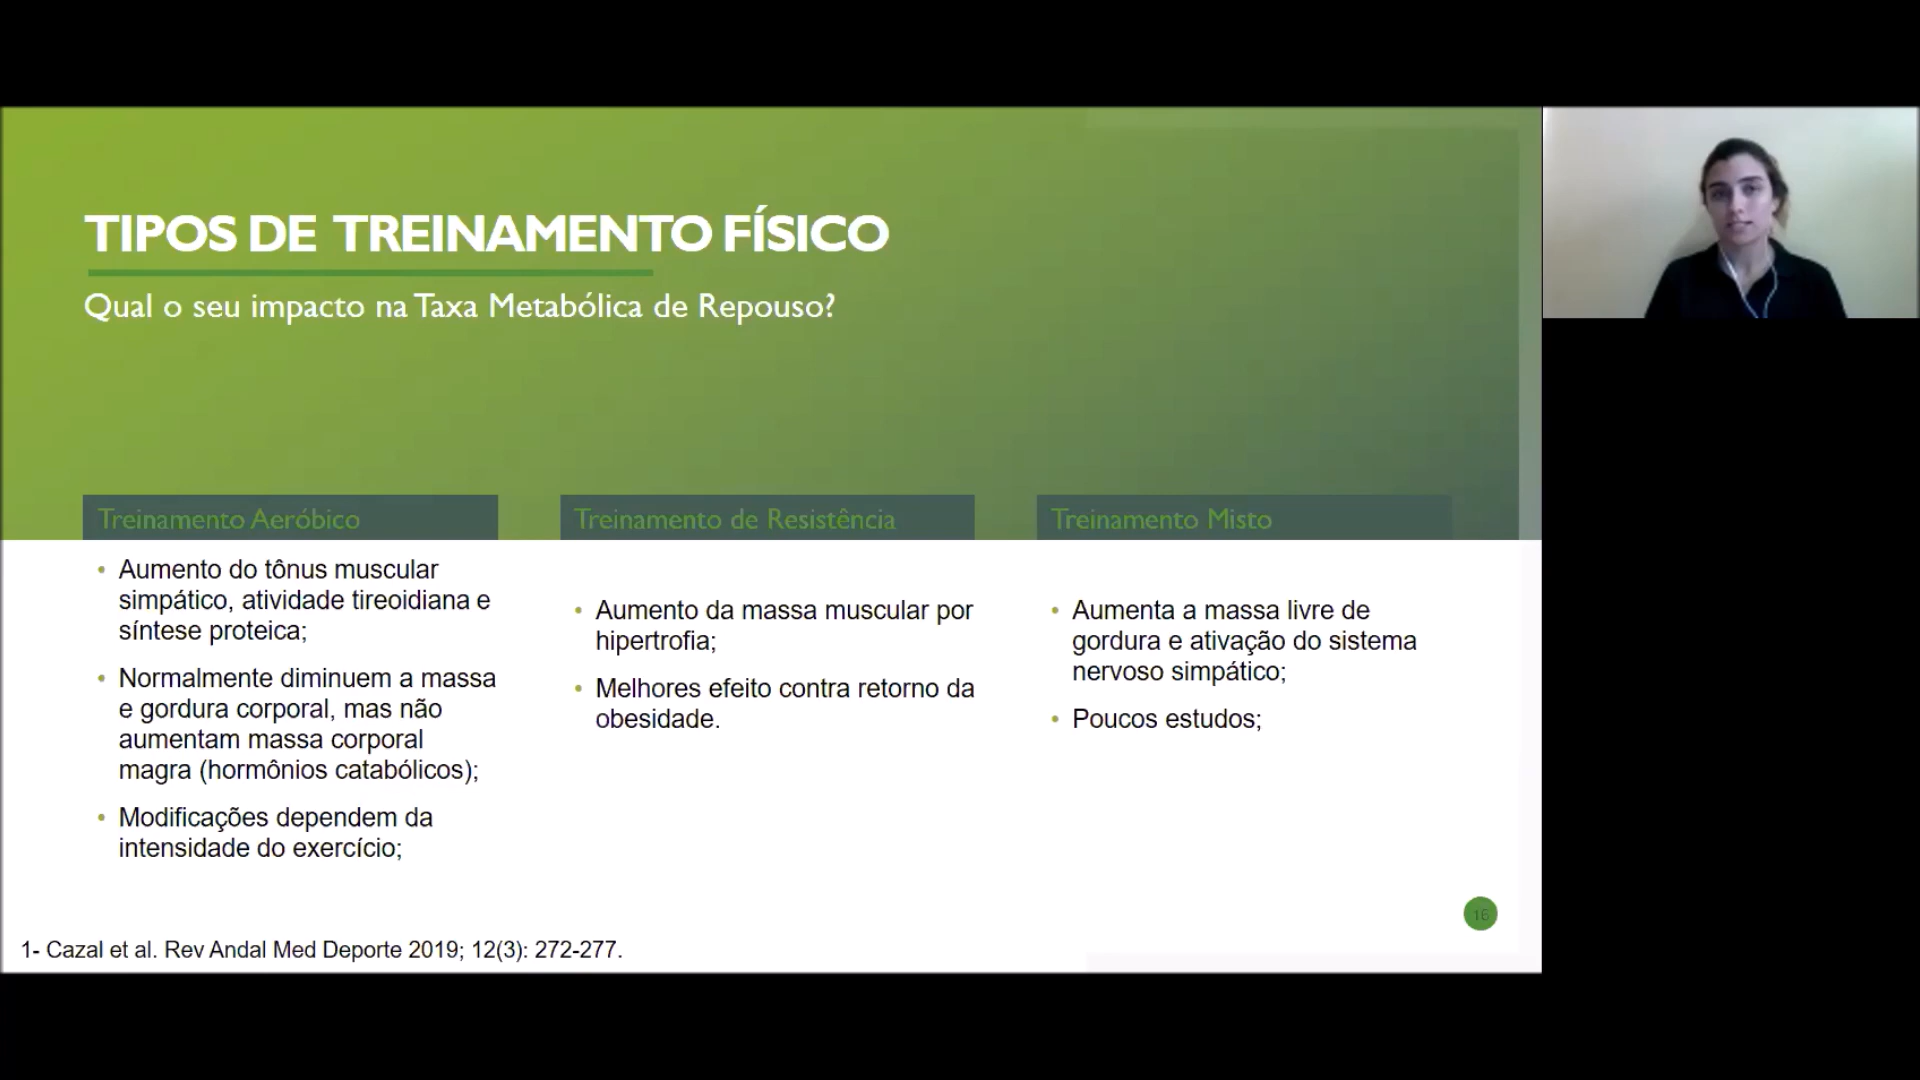 TIPOS DE TREINAMENTO FÍSICO
Qual o seu impacto na Taxa Metabólica de Repouso?
Treinamento Aeróbico
• Aumento do tônus muscular
simpático, atividade tireoidiana e
síntese proteica;
• Normalmente diminuem a massa
e gordura corporal, mas não
aumentam massa corporal
magra (hormônios catabólicos);
• Modificações dependem da
intensidade do exercício;
Treinamento de Resistência
• Aumento da massa muscular por
hipertrofia;
• Melhores efeito contra retorno da
obesidade.
Treinamento Misto
• Aumenta a massa livre de
gordura e ativação do sistema
nervoso simpático;
• Poucos estudos;
16
1- Cazal et al. Rev Andal Med Deporte 2019; 12(3): 272-277.